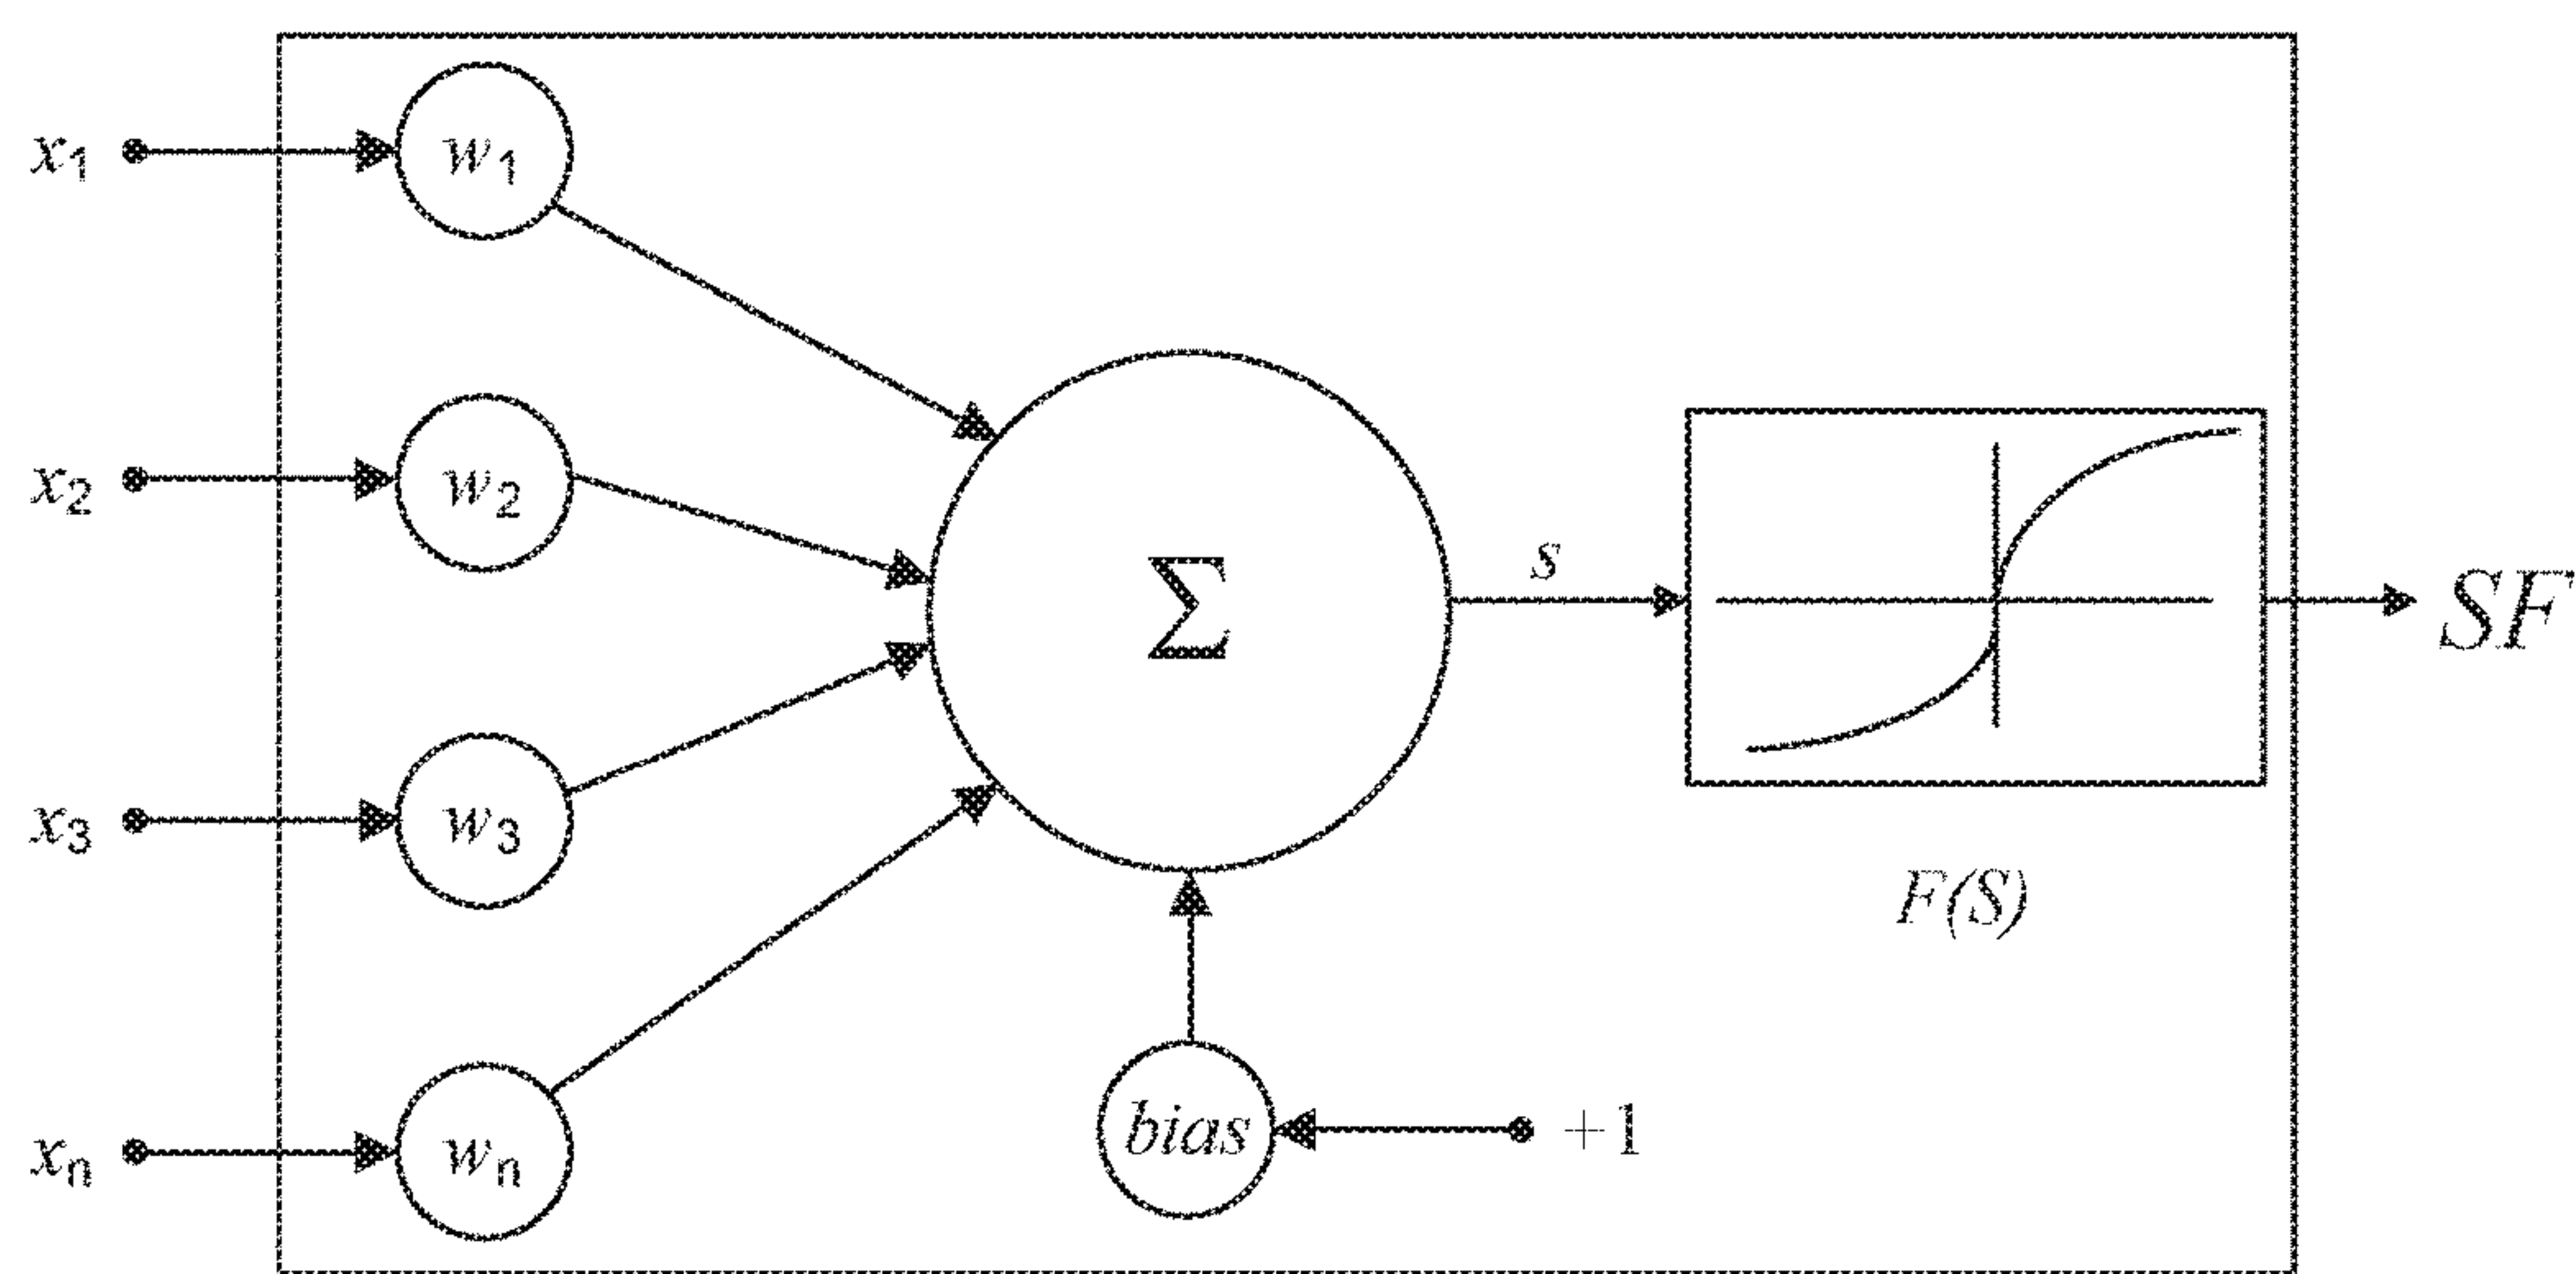 x₁ w₁
x₂ w₂
Σ
s
SF
x₃ w₃
F(S)
xₙ wₙ
bias +1